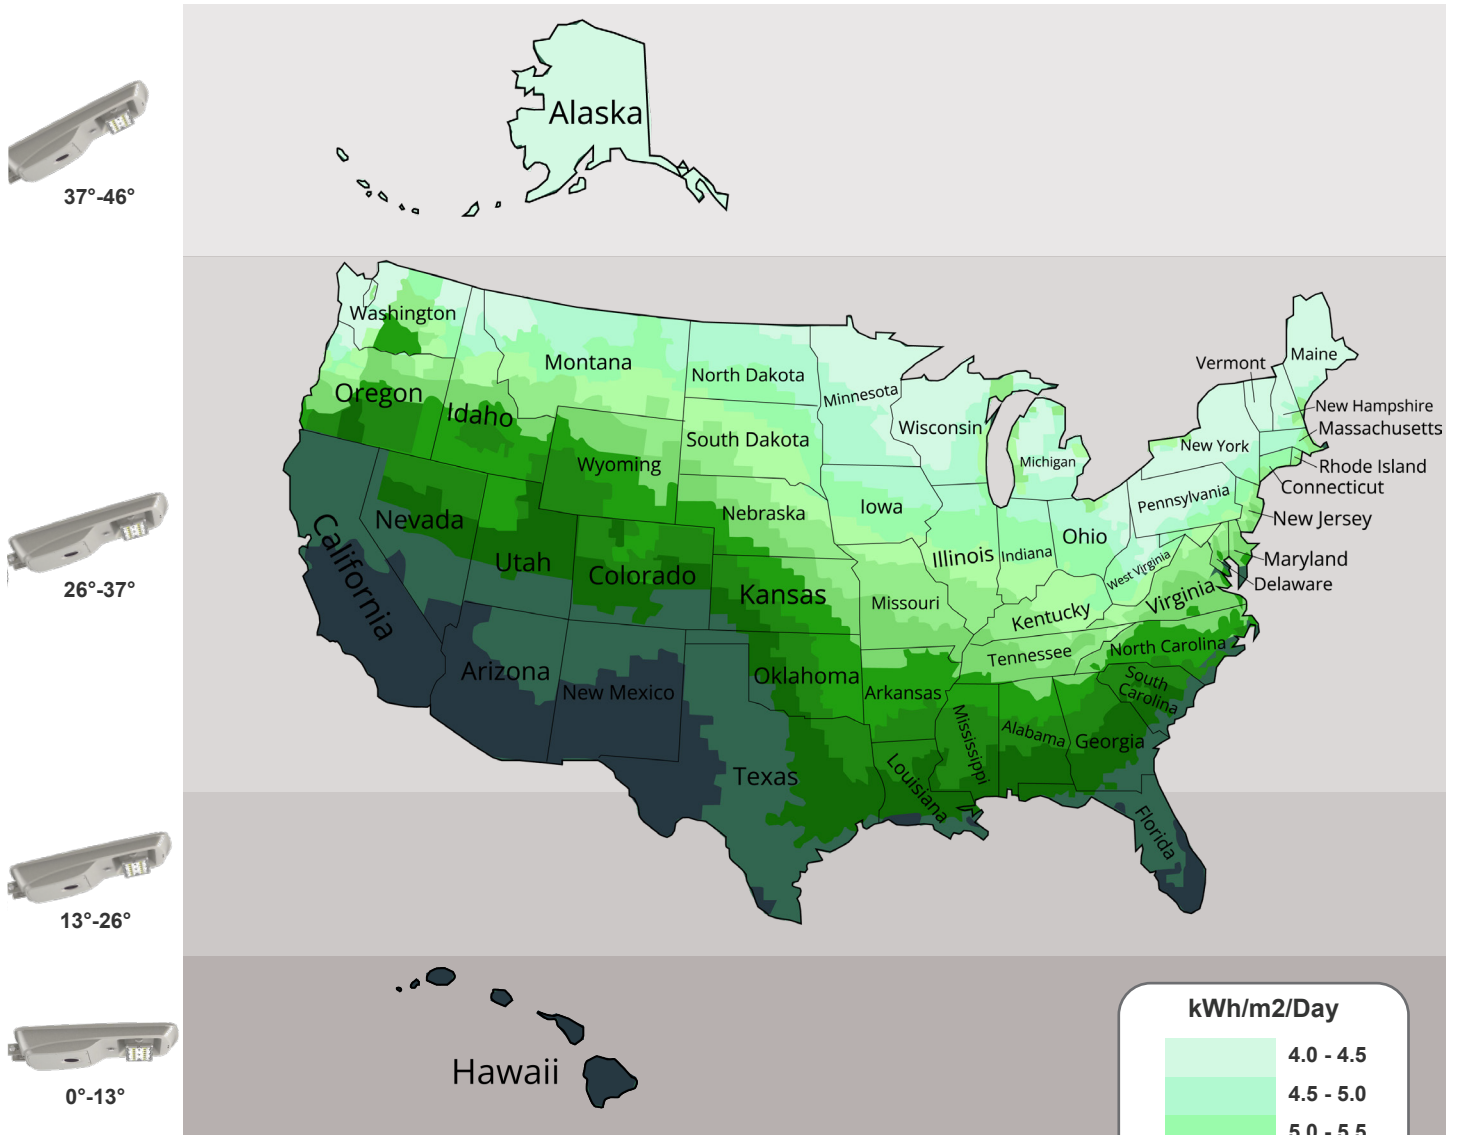 Alaska
37°-46°
Washington
Montana
North Dakota
Minnesota
Vermont
Maine
Oregon
Idaho
South Dakota
Wisconsin
Michigan
New York
New Hampshire
Massachusetts
Wyoming
Rhode Island
Connecticut
Nebraska
Iowa
Pennsylvania
New Jersey
Nevada
Utah
Colorado
Kansas
Illinois
Indiana
Ohio
West Virginia
Maryland
Delaware
26°-37°
California
Missouri
Kentucky
Virginia
Arizona
New Mexico
Oklahoma
Arkansas
Tennessee
North Carolina
South
Carolina
Texas
Louisiana
Mississippi
Alabama
Georgia
Florida
13°-26°
Hawaii
0°-13°
kWh/m2/Day
4.0 - 4.5
4.5 - 5.0
5.0 - 5.5